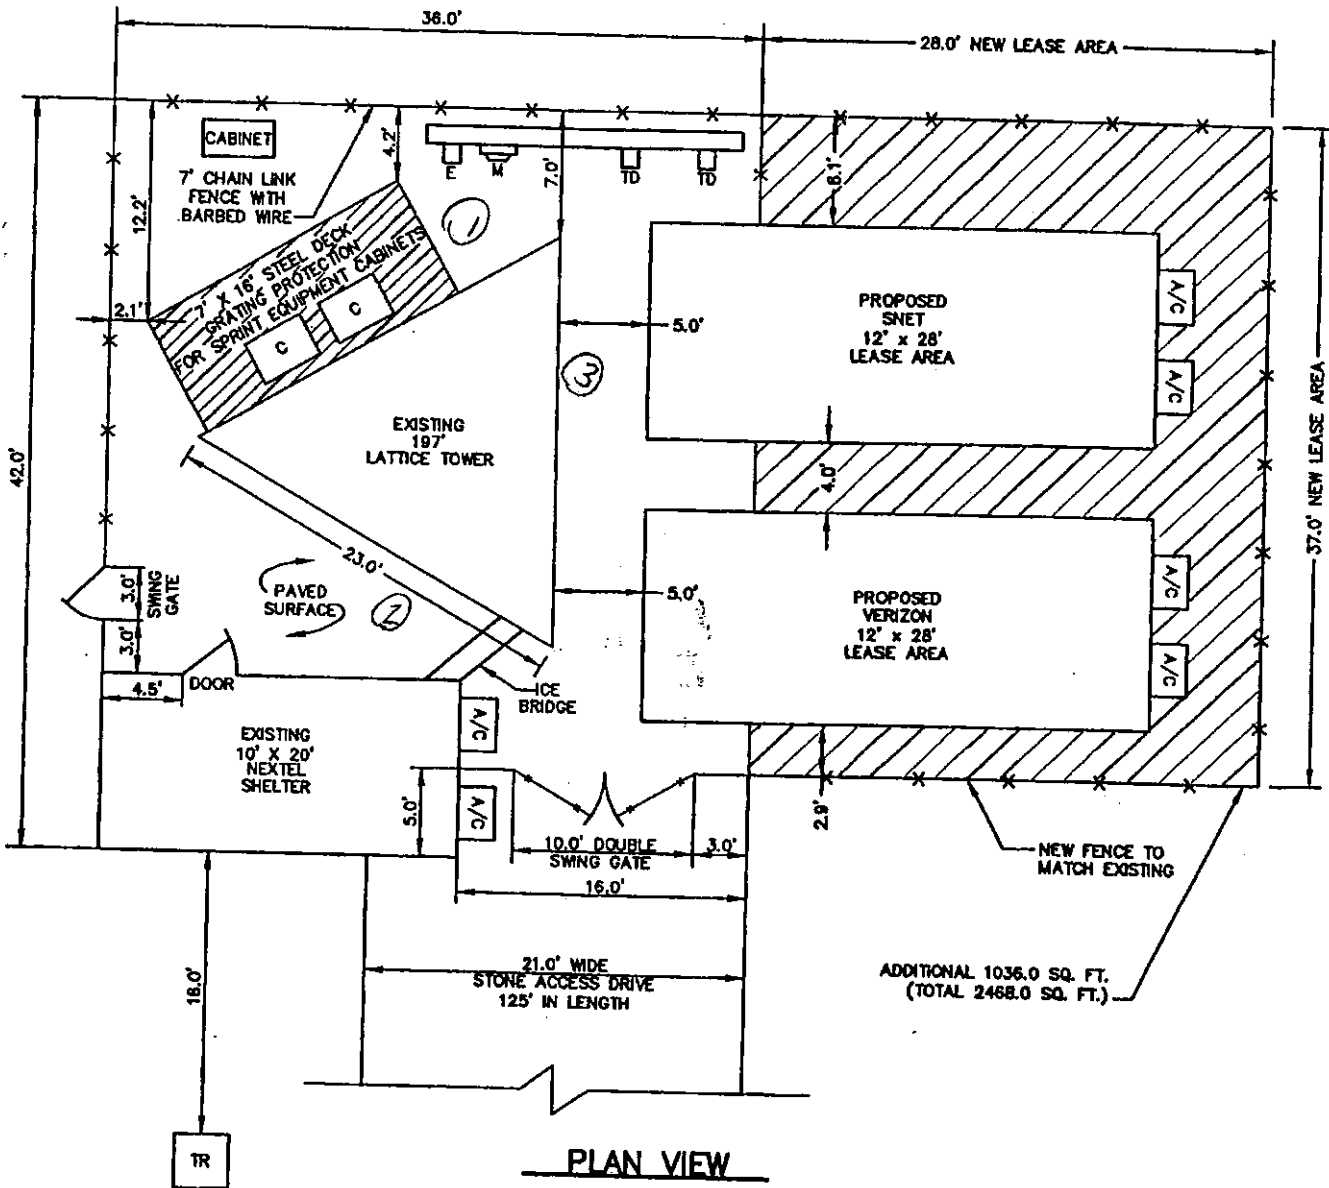 36.0'
28.0' NEW LEASE AREA
CABINET
7' CHAIN LINK
FENCE WITH
BARBED WIRE
4.2'
E
M
TD
TD
7.0'
8.1'
12.2'
1
2.1'
7' X 16' STEEL DECK
GRATING PROTECTION
FOR SPRINT EQUIPMENT CABINETS
C
C
5.0'
PROPOSED
SNET
12' x 28'
LEASE AREA
A/C
A/C
3
EXISTING
197'
LATTICE TOWER
42.0'
37.0' NEW LEASE AREA
4.0'
23.0'
3.0'
SWING
GATE
3.0'
PAVED
SURFACE
2
5.0'
PROPOSED
VERIZON
12' x 28'
LEASE AREA
A/C
A/C
4.5'
DOOR
ICE
BRIDGE
EXISTING
10' X 20'
NEXTEL
SHELTER
A/C
A/C
5.0'
10.0' DOUBLE
SWING GATE
3.0'
2.9'
16.0'
NEW FENCE TO
MATCH EXISTING
18.0'
21.0' WIDE
STONE ACCESS DRIVE
125' IN LENGTH
ADDITIONAL 1036.0 SQ. FT.
(TOTAL 2468.0 SQ. FT.)
TR
PLAN VIEW